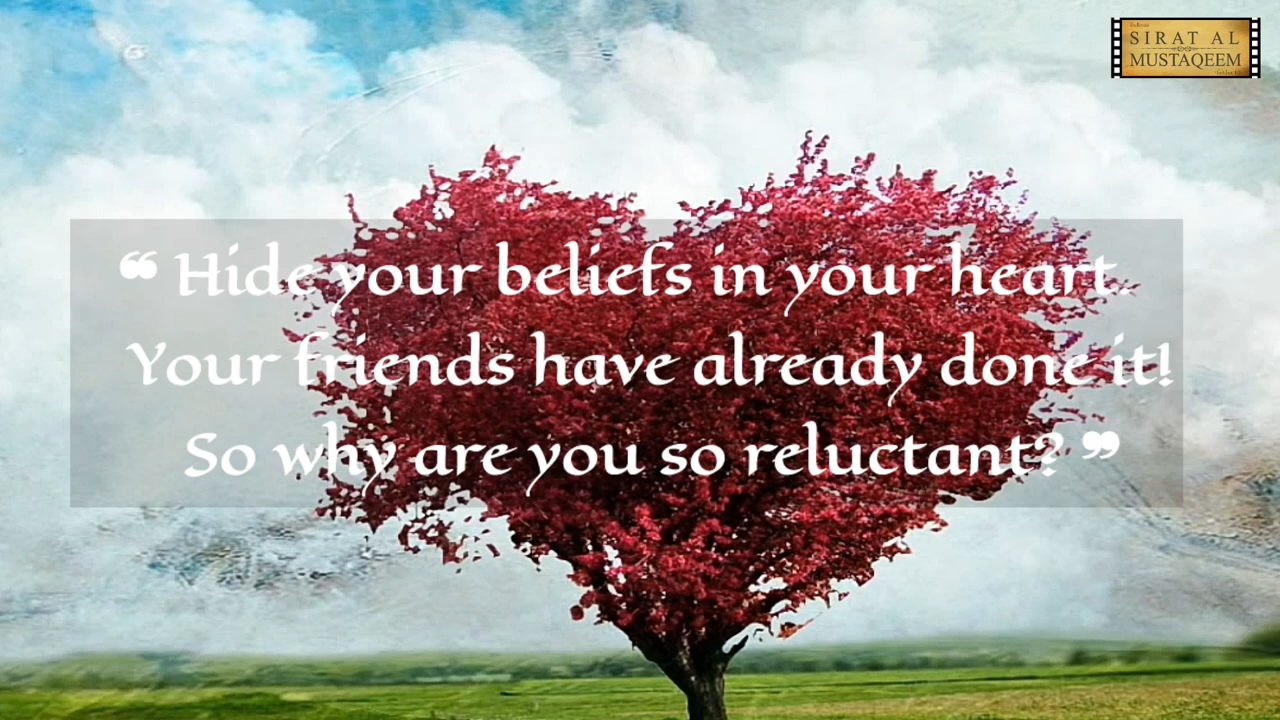 SIRAT AL
MUSTAQEEM
❝ Hide your beliefs in your heart.
Your friends have already done it!
So why are you so reluctant? ❞